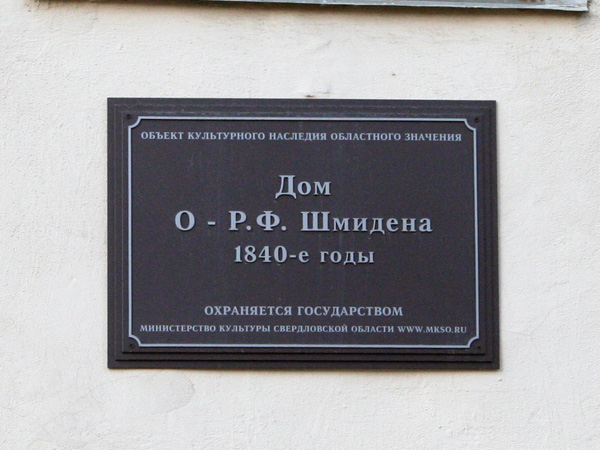 ОБЪЕКТ КУЛЬТУРНОГО НАСЛЕДИЯ ОБЛАСТНОГО ЗНАЧЕНИЯ
Дом
О - Р.Ф. Шмидена
1840-е годы
ОХРАНЯЕТСЯ ГОСУДАРСТВОМ
МИНИСТЕРСТВО КУЛЬТУРЫ СВЕРДЛОВСКОЙ ОБЛАСТИ WWW.MKSO.RU